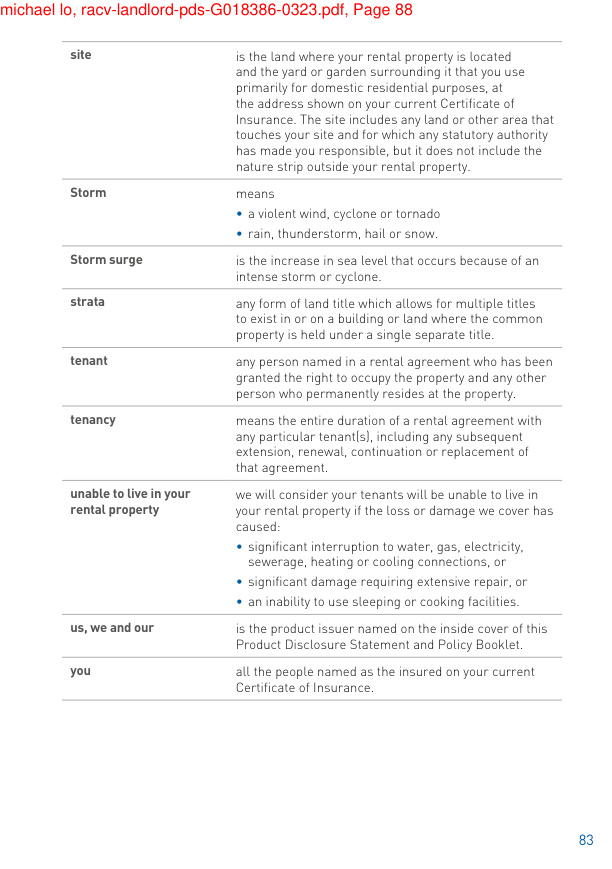 michael lo, racv-landlord-pds-G018386-0323.pdf, Page 88
site
is the land where your rental property is located
and the yard or garden surrounding it that you use
primarily for domestic residential purposes, at
the address shown on your current Certificate of
Insurance. The site includes any land or other area that
touches your site and for which any statutory authority
has made you responsible, but it does not include the
nature strip outside your rental property.
Storm
means
• a violent wind, cyclone or tornado
• rain, thunderstorm, hail or snow.
Storm surge
is the increase in sea level that occurs because of an
intense storm or cyclone.
strata
any form of land title which allows for multiple titles
to exist in or on a building or land where the common
property is held under a single separate title.
tenant
any person named in a rental agreement who has been
granted the right to occupy the property and any other
person who permanently resides at the property.
tenancy
means the entire duration of a rental agreement with
any particular tenant(s), including any subsequent
extension, renewal, continuation or replacement of
that agreement.
unable to live in your
rental property
we will consider your tenants will be unable to live in
your rental property if the loss or damage we cover has
caused:
• significant interruption to water, gas, electricity,
sewerage, heating or cooling connections, or
• significant damage requiring extensive repair, or
• an inability to use sleeping or cooking facilities.
us, we and our
is the product issuer named on the inside cover of this
Product Disclosure Statement and Policy Booklet.
you
all the people named as the insured on your current
Certificate of Insurance.
83